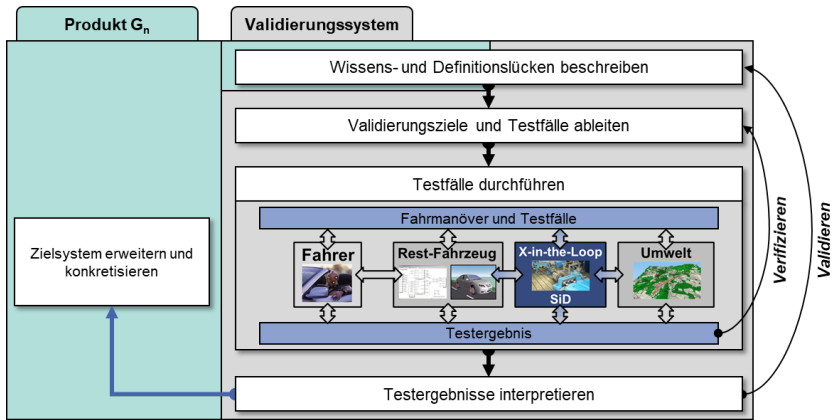 Produkt Gn
Validierungssystem
Wissens- und Definitionslücken beschreiben
Validierungsziele und Testfälle ableiten
Testfälle durchführen
Fahrmanöver und Testfälle
Fahrer
Rest-Fahrzeug
X-in-the-Loop
SiD
Umwelt
Testergebnis
Zielsystem erweitern und
konkretisieren
Testergebnisse interpretieren
Verifizieren
Validieren